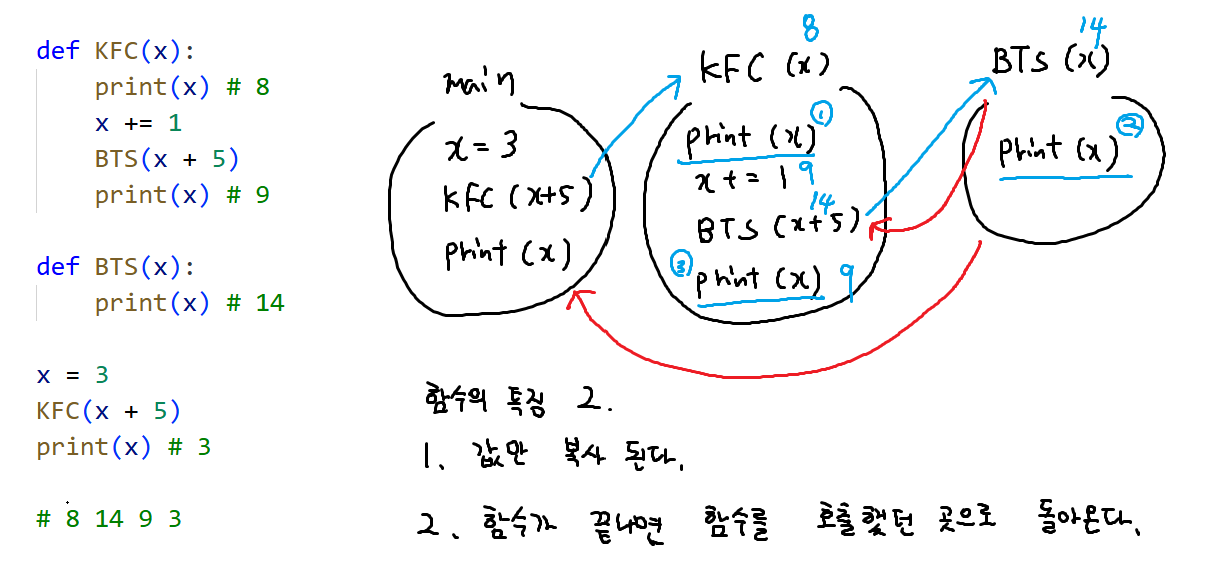 def KFC(x):
    print(x) # 8
    x += 1
    BTS(x + 5)
    print(x) # 9
def BTS(x):
    print(x) # 14
x = 3
KFC(x + 5)
print(x) # 3
# 8 14 9 3
main
x = 3
KFC (x+5)
print (x)
8
KFC (x)
print (x) ①
x += 1 9
14
BTS (x+5)
③ print (x) 9
14
BTS (x)
print (x) ②
함수의 특징 2.
1. 값만 복사 된다.
2. 함수가 끝나면 함수를 호출했던 곳으로 돌아온다.